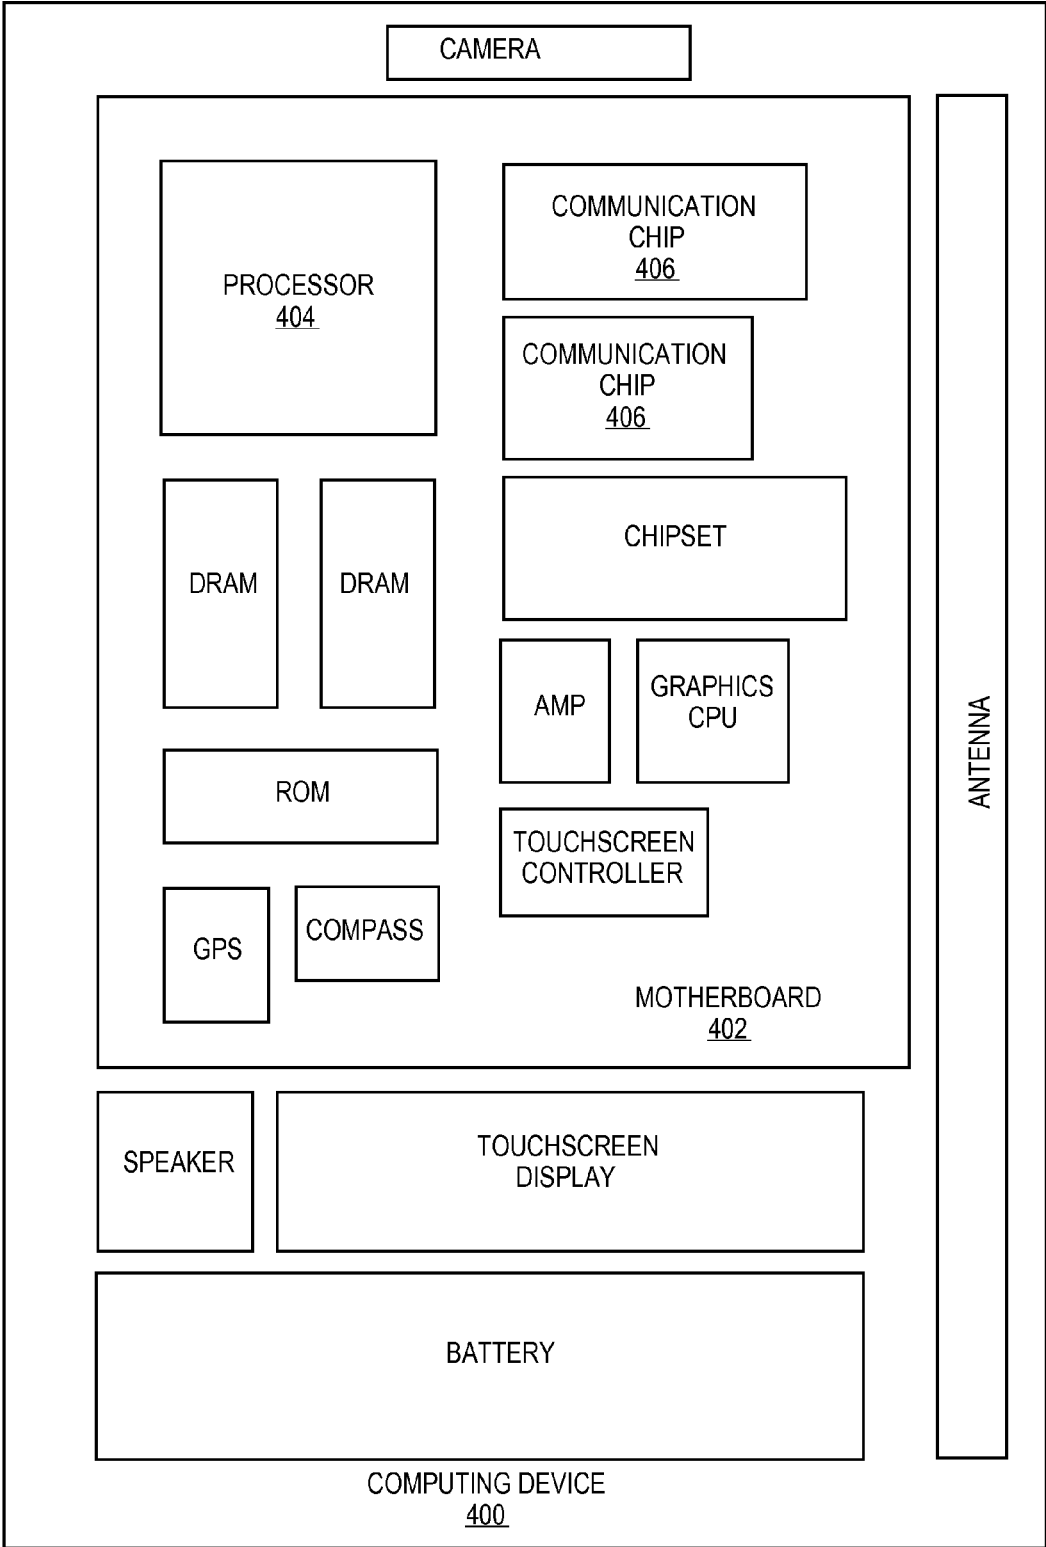 CAMERA
PROCESSOR
404
COMMUNICATION
CHIP
406
COMMUNICATION
CHIP
406
DRAM
DRAM
CHIPSET
AMP
GRAPHICS
CPU
ROM
TOUCHSCREEN
CONTROLLER
GPS
COMPASS
MOTHERBOARD
402
ANTENNA
SPEAKER
TOUCHSCREEN
DISPLAY
BATTERY
COMPUTING DEVICE
400